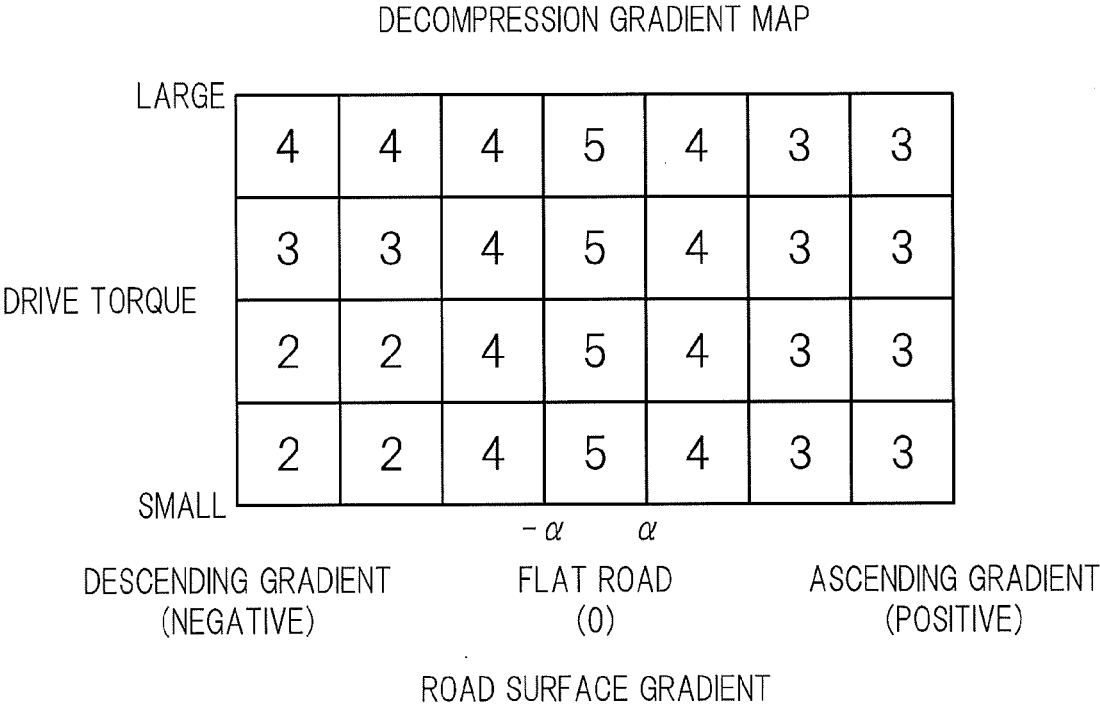 DECOMPRESSION GRADIENT MAP
LARGE
4 4 4 5 4 3 3
3 3 4 5 4 3 3
DRIVE TORQUE
2 2 4 5 4 3 3
2 2 4 5 4 3 3
SMALL
-α α
DESCENDING GRADIENT FLAT ROAD ASCENDING GRADIENT
(NEGATIVE) (0) (POSITIVE)
ROAD SURFACE GRADIENT